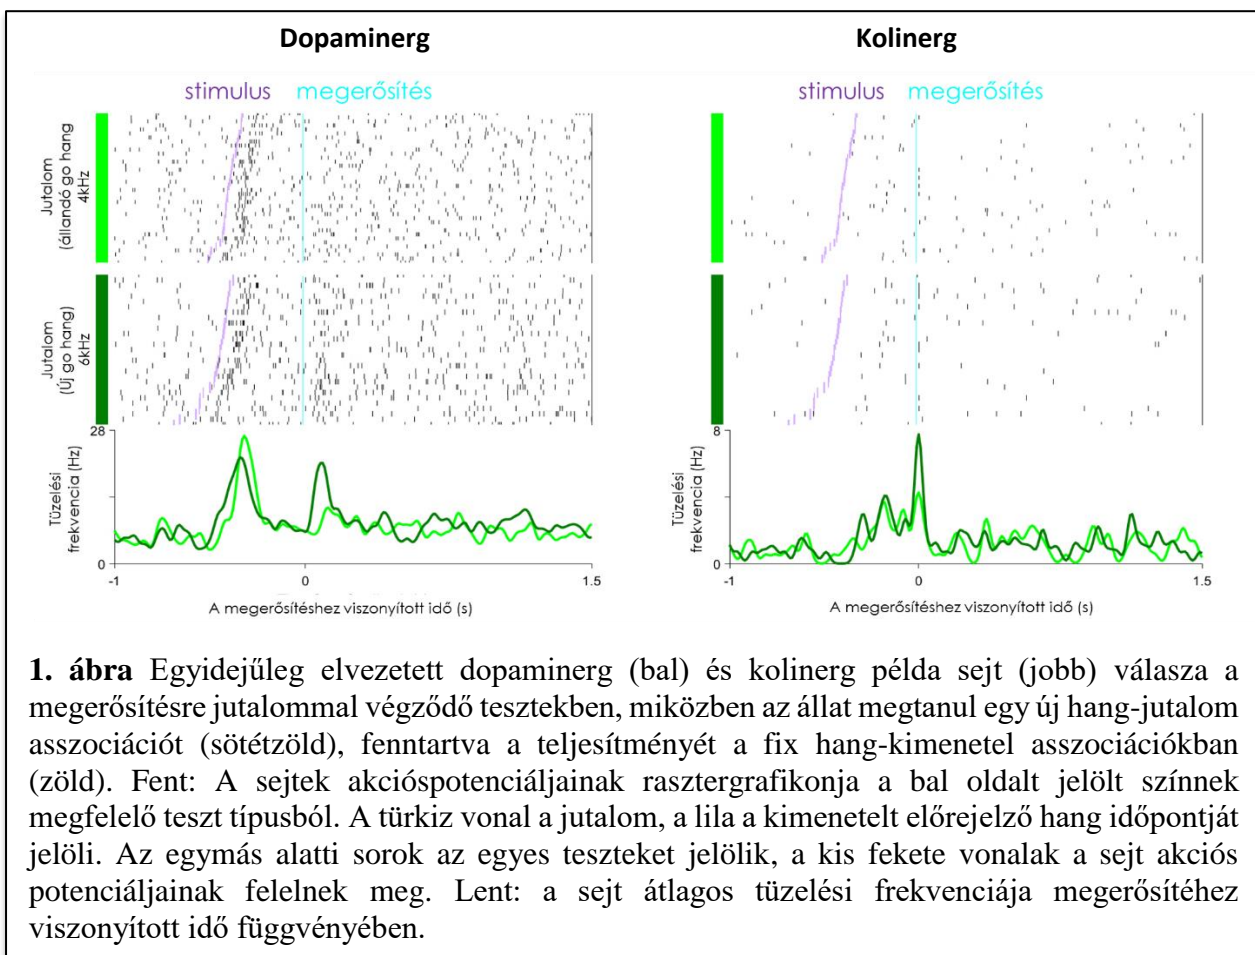 Dopaminerg
Kolinerg
stimulus megerősítés
stimulus megerősítés
Jutalom
(állandó go hang
4kHz
Jutalom
(Új go hang)
6kHz
28
Tüzelési
frekvencia (Hz)
0
-1
0
1.5
A megerősítéshez viszonyított idő (s)
8
Tüzelési
frekvencia (Hz)
0
-1
0
1.5
A megerősítéshez viszonyított idő (s)
1. ábra Egyidejűleg elvezetett dopaminerg (bal) és kolinerg példa sejt (jobb) válasza a
megerősítésre jutalommal végződő tesztekben, miközben az állat megtanul egy új hang-jutalom
asszociációt (sötétzöld), fenntartva a teljesítményét a fix hang-kimenetel asszociációkban
(zöld). Fent: A sejtek akcióspotenciáljainak rasztergrafikonja a bal oldalt jelölt színnek
megfelelő teszt típusból. A türkiz vonal a jutalom, a lila a kimenetelt előrejelző hang időpontját
jelöli. Az egymás alatti sorok az egyes teszteket jelölik, a kis fekete vonalak a sejt akciós
potenciáljainak felelnek meg. Lent: a sejt átlagos tüzelési frekvenciája megerősítéhez
viszonyított idő függvényében.